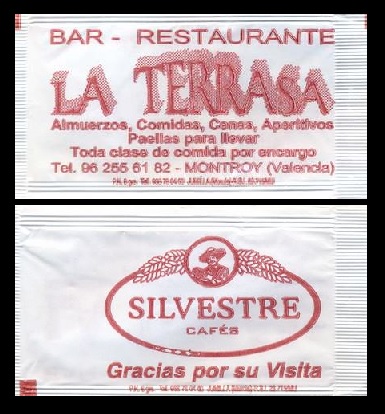 BAR - RESTAURANTE
LA TERRASA
Almuerzos, Comidas, Cenas, Aperitivos
Paellas para llevar
Toda clase de comida por encargo
Tel. 96 255 61 82 - MONTROY (Valencia)
SILVESTRE
CAFÉS
Gracias por su Visita